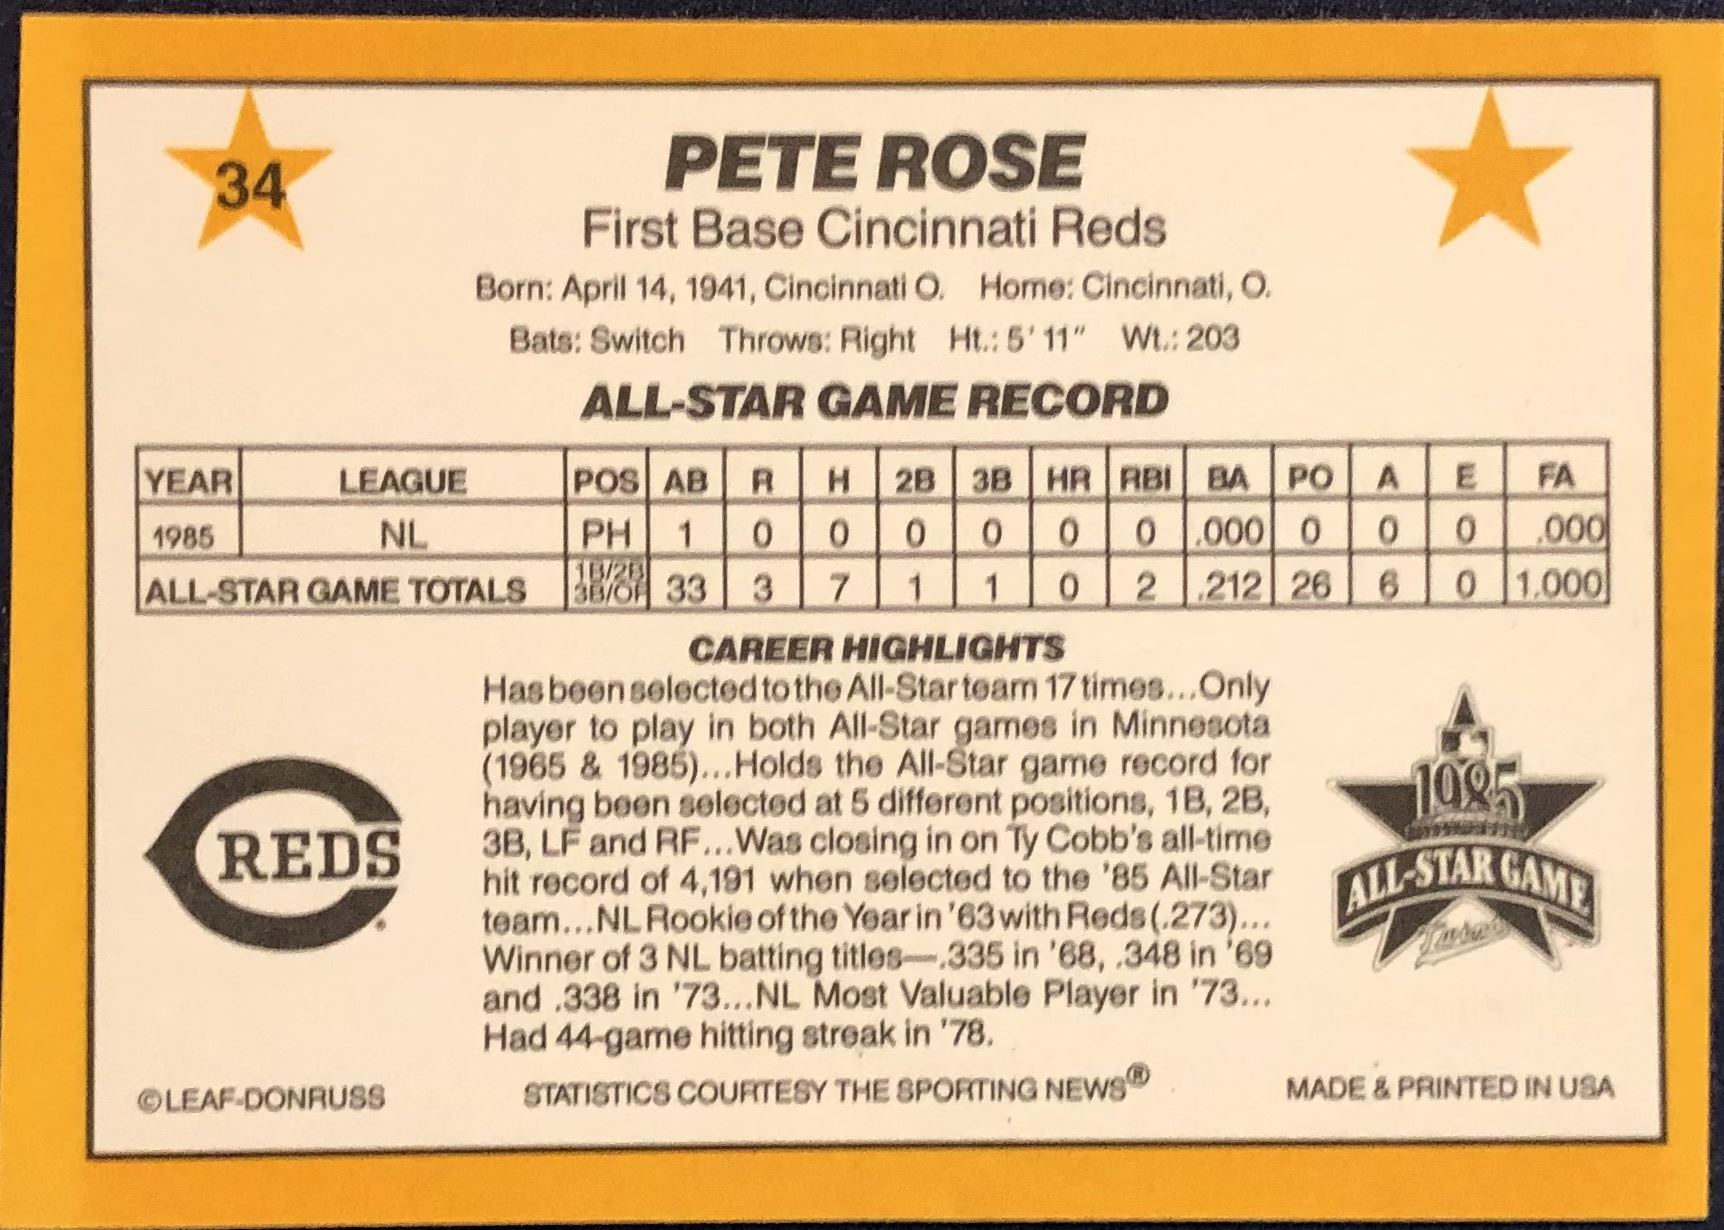 34
PETE ROSE
First Base Cincinnati Reds
Born: April 14, 1941, Cincinnati O. Home: Cincinnati, O.
Bats: Switch Throws: Right Ht.: 5' 11" Wt.: 203
ALL-STAR GAME RECORD
YEAR LEAGUE POS AB R H 2B 3B HR RBI BA PO A E FA
1985 NL PH 1 0 0 0 0 0 0 .000 0 0 0 .000
ALL-STAR GAME TOTALS 1B/2B 3B/OF 33 3 7 1 1 0 2 .212 26 6 0 1.000
CAREER HIGHLIGHTS
Has been selected to the All-Star team 17 times...Only
player to play in both All-Star games in Minnesota
(1965 & 1985)...Holds the All-Star game record for
having been selected at 5 different positions, 1B, 2B,
3B, LF and RF...Was closing in on Ty Cobb's all-time
hit record of 4,191 when selected to the '85 All-Star
team...NL Rookie of the Year in '63 with Reds (.273)...
Winner of 3 NL batting titles—.335 in '68, .348 in '69
and .338 in '73...NL Most Valuable Player in '73...
Had 44-game hitting streak in '78.
REDS
1985
ALL-STAR GAME
©LEAF-DONRUSS STATISTICS COURTESY THE SPORTING NEWS® MADE & PRINTED IN USA